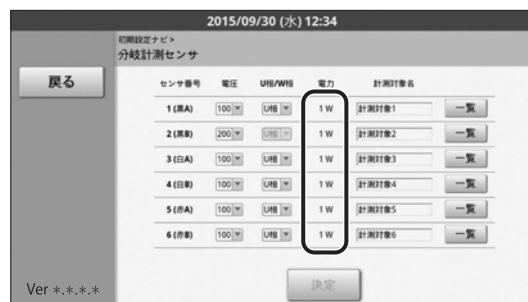 2015/09/30 (水) 12:34
初期設定ナビ>
分岐計測センサ
戻る
センサ番号 電圧 U相/W相 電力 計測対象名
1 (黒A) 100 U相 1 W 計測対象1 一覧
2 (黒B) 200 U相 1 W 計測対象2 一覧
3 (白A) 100 U相 1 W 計測対象3 一覧
4 (白B) 100 U相 1 W 計測対象4 一覧
5 (赤A) 100 U相 1 W 計測対象5 一覧
6 (赤B) 100 U相 1 W 計測対象6 一覧
決定
Ver *.*.*.*